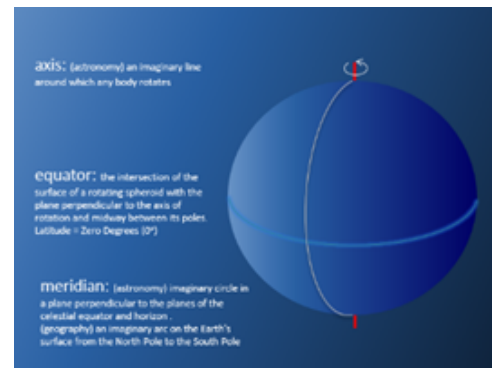 axis: (astronomy) an imaginary line
around which any body rotates
equator: the intersection of the
surface of a rotating spheroid with the
plane perpendicular to the axis of
rotation and midway between its poles.
Latitude = Zero Degrees (0°)
meridian: (astronomy) imaginary circle in
a plane perpendicular to the planes of the
celestial equator and horizon .
(geography) an imaginary arc on the Earth's
surface from the North Pole to the South Pole